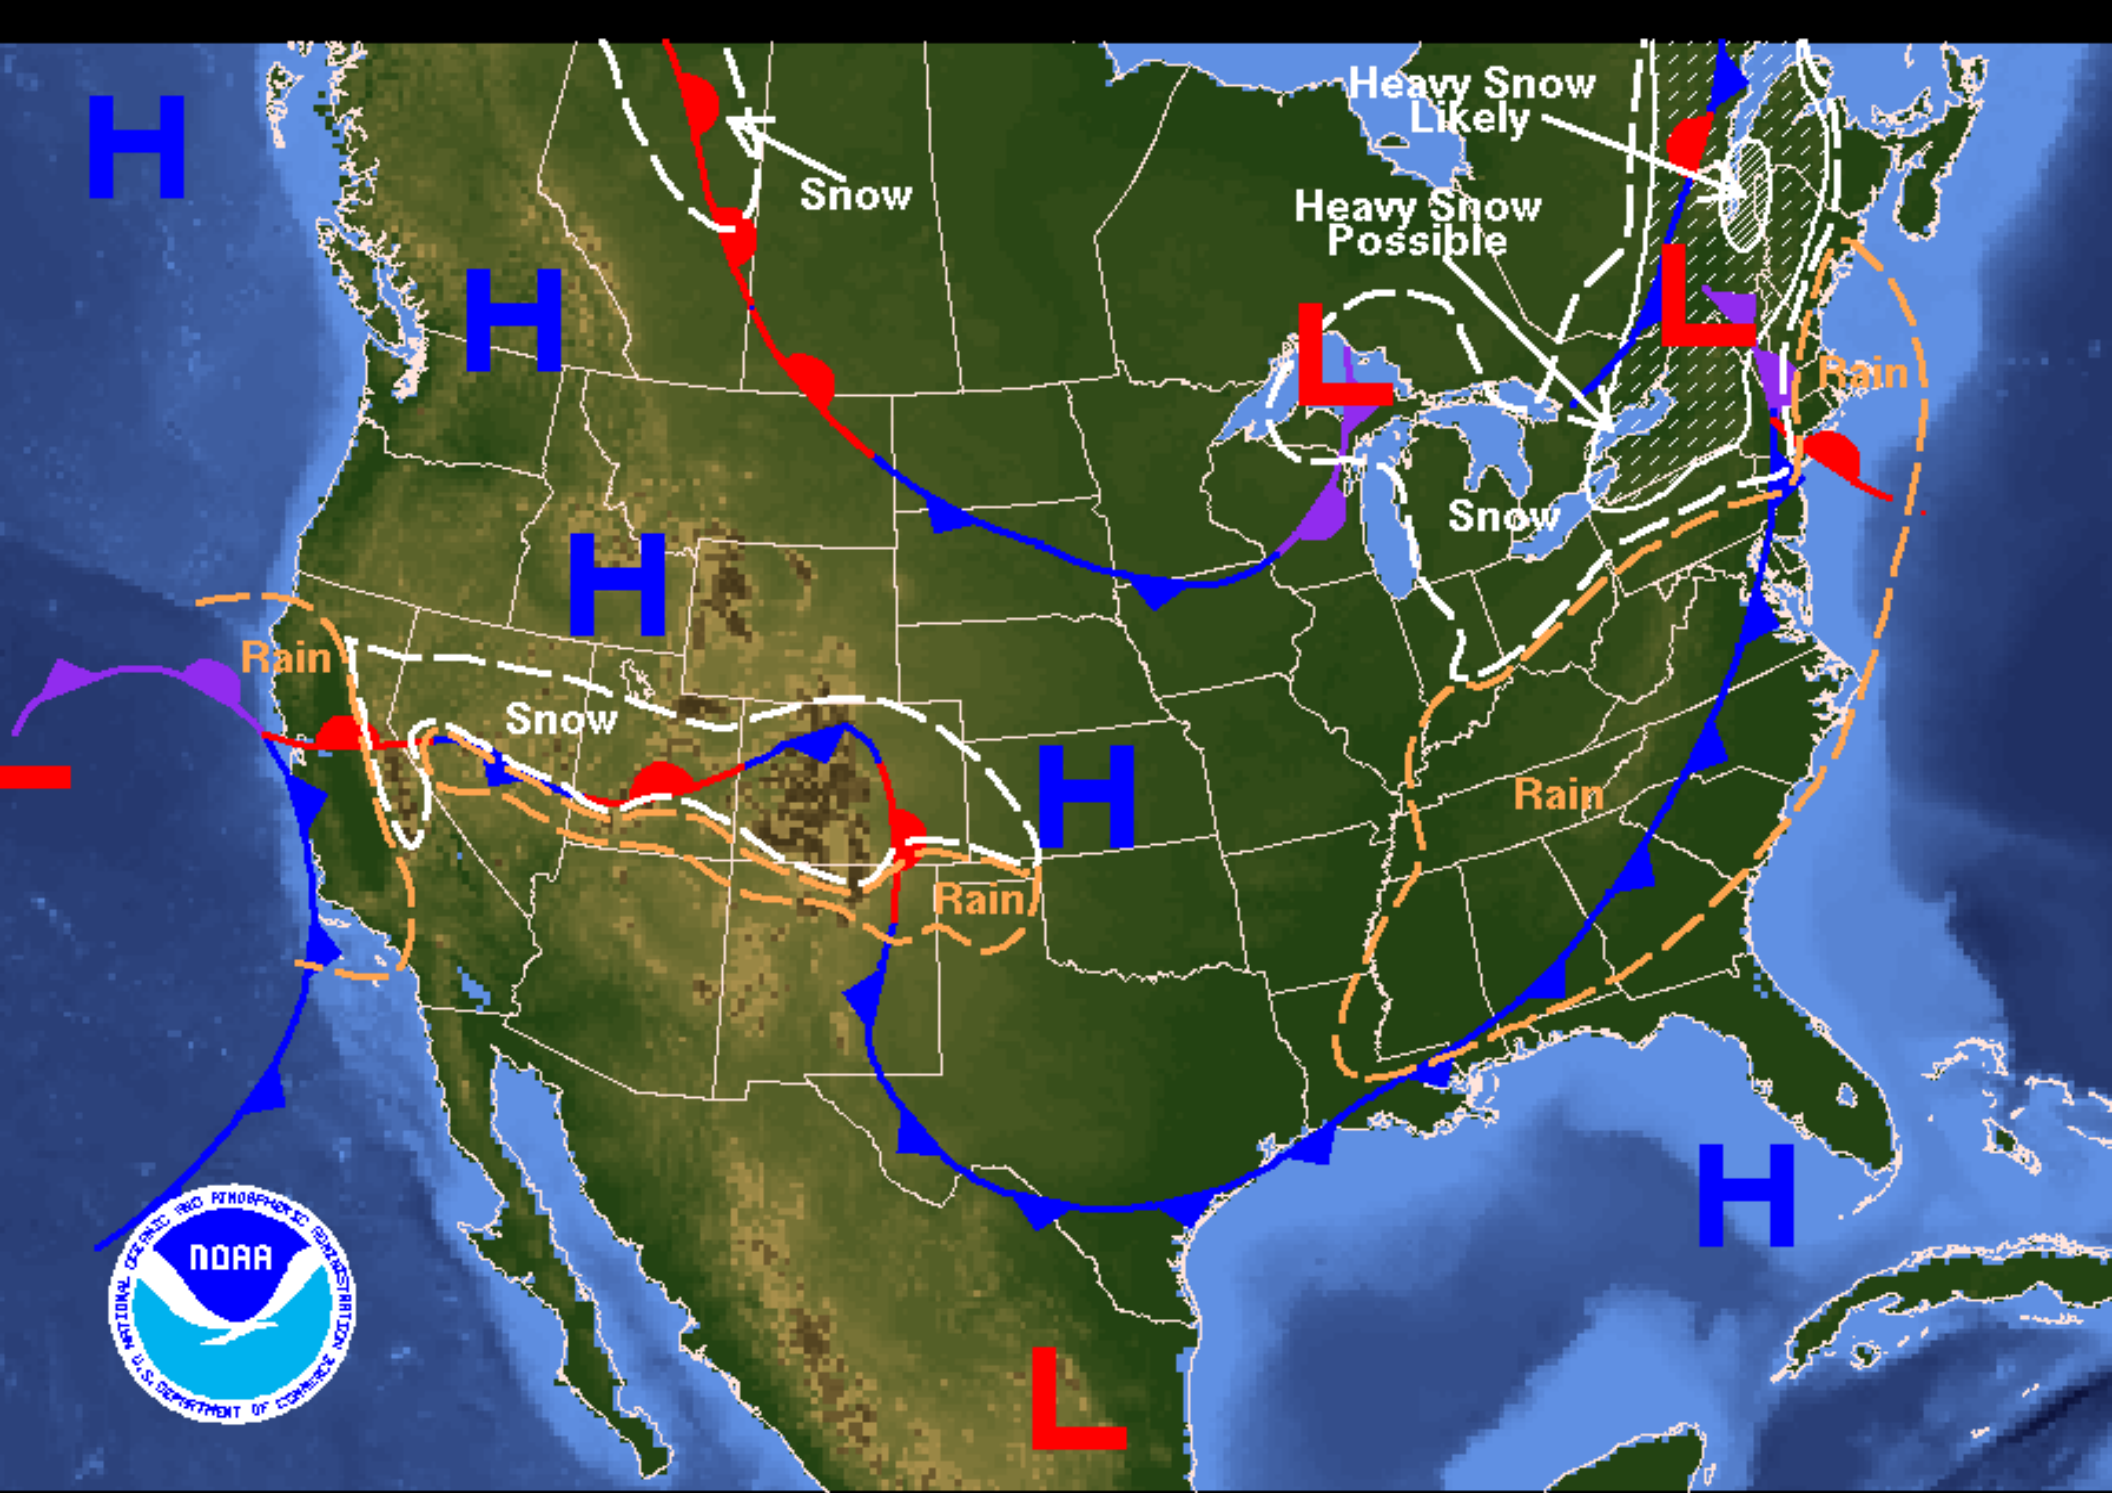 H
Heavy Snow
Likely
Snow
Heavy Snow
Possible
H
L
L
Rain
Snow
H
Rain
Snow
H
Rain
Rain
H
L
NOAA
NATIONAL OCEANIC AND ATMOSPHERIC ADMINISTRATION
U.S. DEPARTMENT OF COMMERCE
L